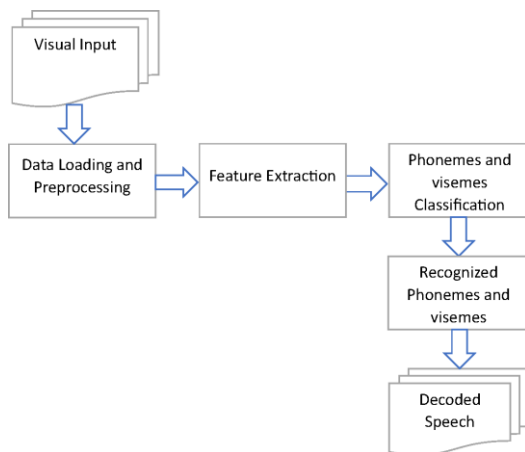 Visual Input
Data Loading and
Preprocessing
Feature Extraction
Phonemes and
visemes
Classification
Recognized
Phonemes and
visemes
Decoded
Speech